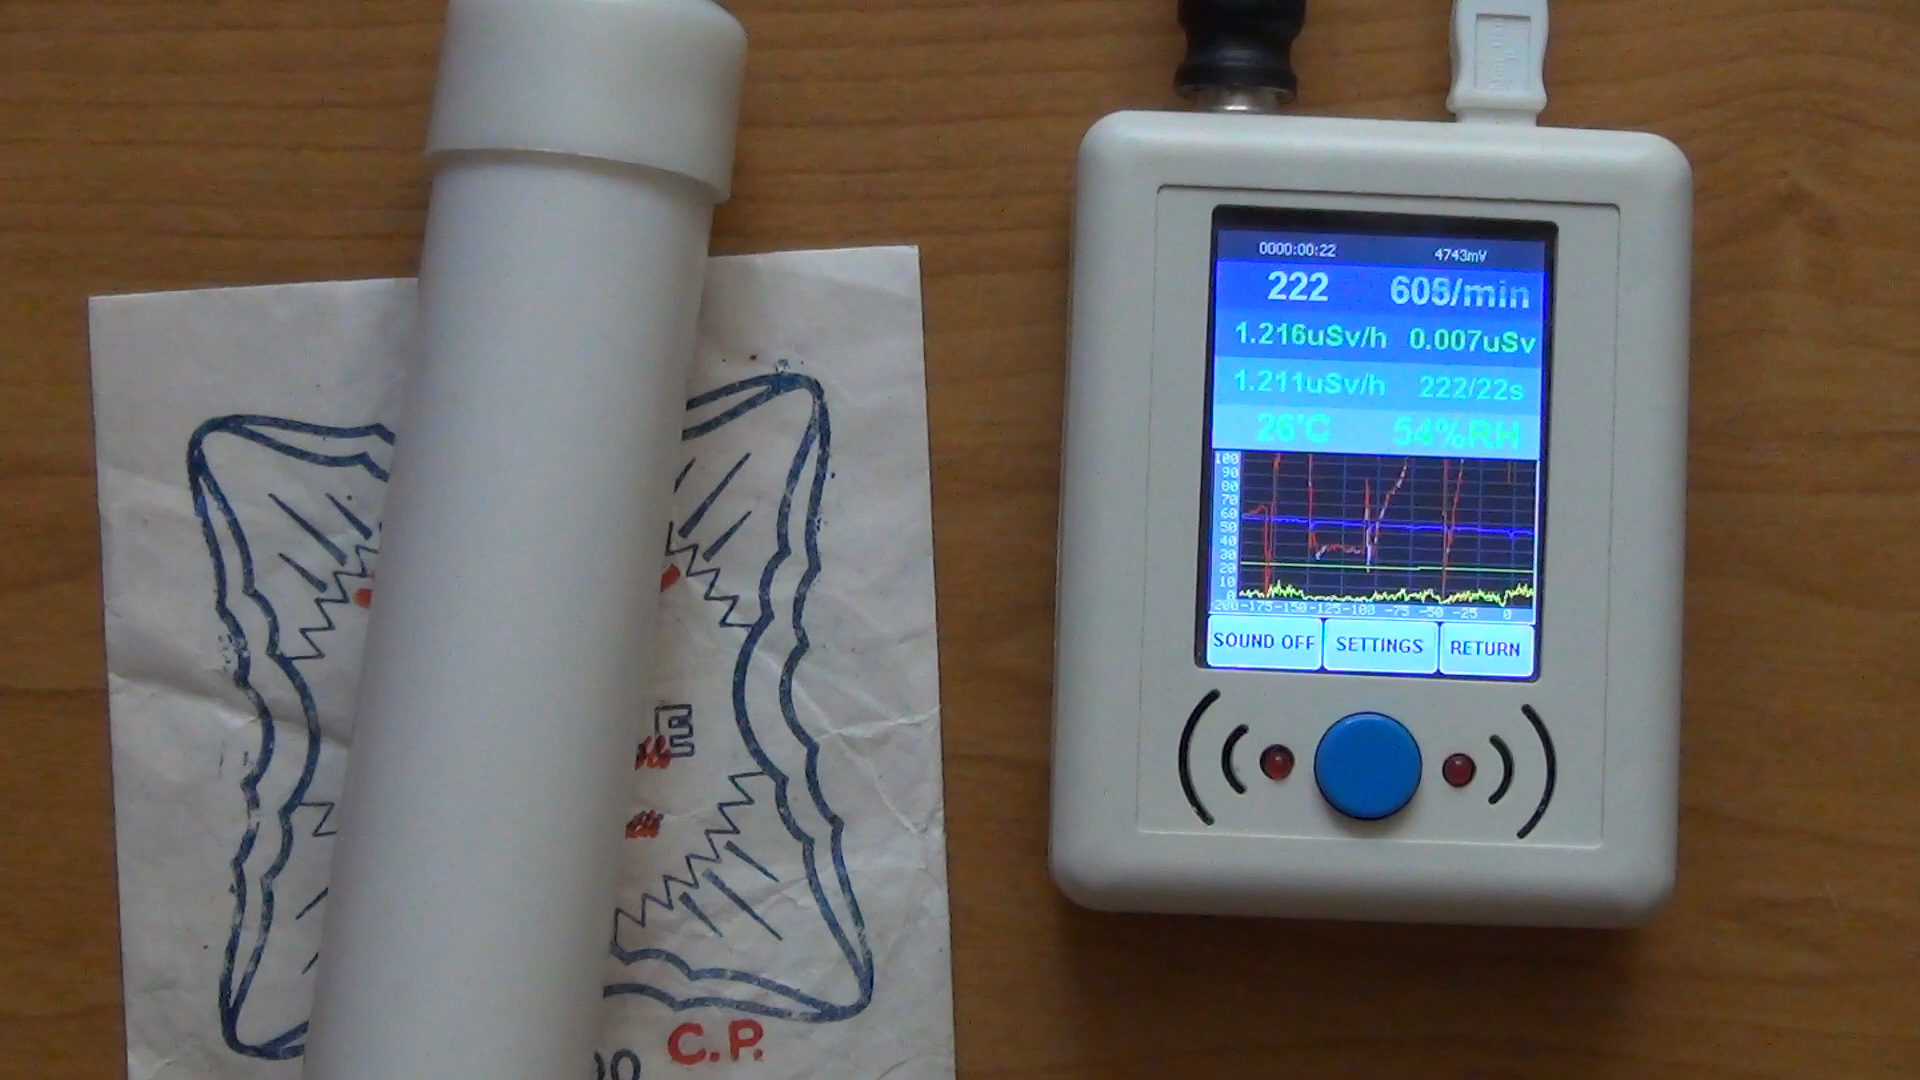 0000:00:22 4743mV
222 608/min
1.216uSv/h 0.007uSv
1.211uSv/h 222/22s
26'C 54%RH
100
90
80
70
60
50
40
30
20
10
0
200 -175 -150 -125 -100 -75 -50 -25 0
SOUND OFF SETTINGS RETURN
E
C.P.